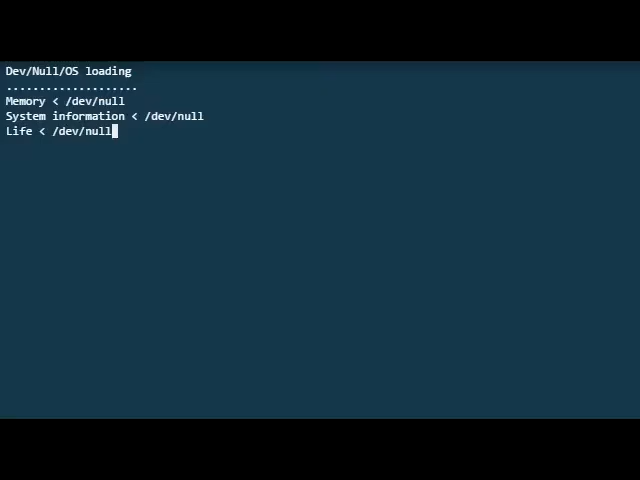 Dev/Null/OS loading
....................
Memory < /dev/null
System information < /dev/null
Life < /dev/null